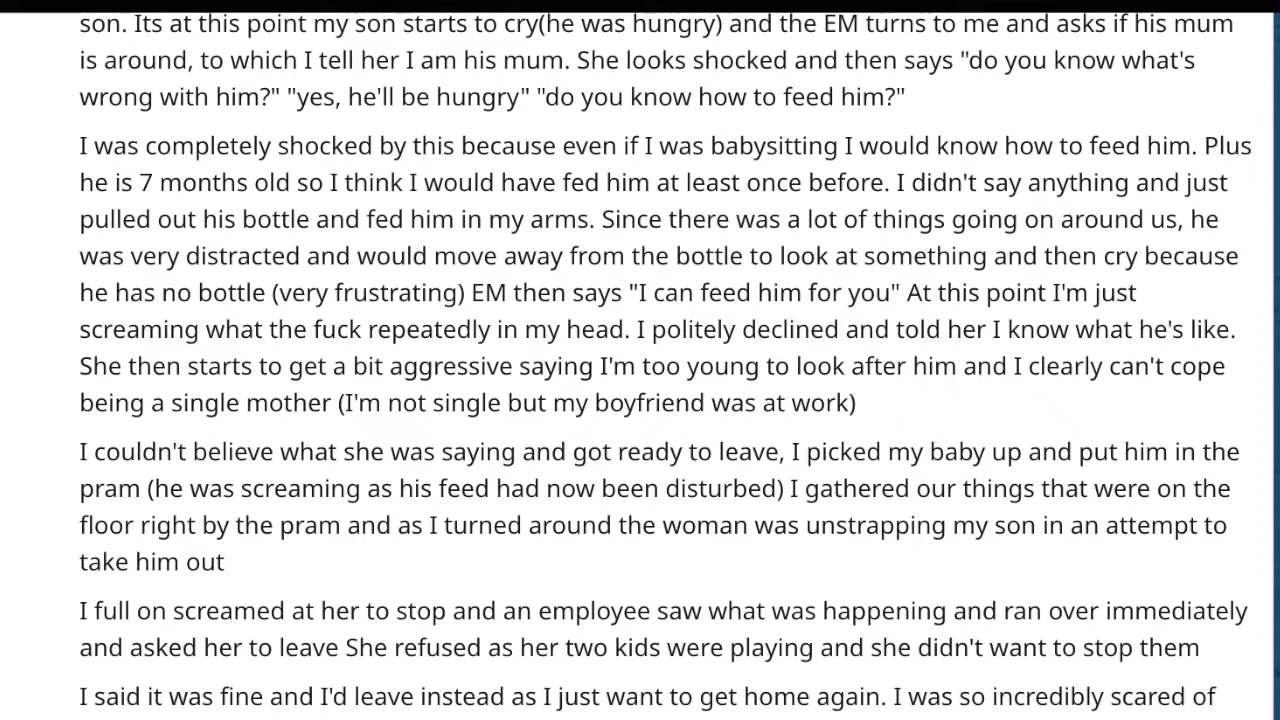 son. Its at this point my son starts to cry(he was hungry) and the EM turns to me and asks if his mum
is around, to which I tell her I am his mum. She looks shocked and then says "do you know what's
wrong with him?" "yes, he'll be hungry" "do you know how to feed him?"
I was completely shocked by this because even if I was babysitting I would know how to feed him. Plus
he is 7 months old so I think I would have fed him at least once before. I didn't say anything and just
pulled out his bottle and fed him in my arms. Since there was a lot of things going on around us, he
was very distracted and would move away from the bottle to look at something and then cry because
he has no bottle (very frustrating) EM then says "I can feed him for you" At this point I'm just
screaming what the fuck repeatedly in my head. I politely declined and told her I know what he's like.
She then starts to get a bit aggressive saying I'm too young to look after him and I clearly can't cope
being a single mother (I'm not single but my boyfriend was at work)
I couldn't believe what she was saying and got ready to leave, I picked my baby up and put him in the
pram (he was screaming as his feed had now been disturbed) I gathered our things that were on the
floor right by the pram and as I turned around the woman was unstrapping my son in an attempt to
take him out
I full on screamed at her to stop and an employee saw what was happening and ran over immediately
and asked her to leave She refused as her two kids were playing and she didn't want to stop them
I said it was fine and I'd leave instead as I just want to get home again. I was so incredibly scared of